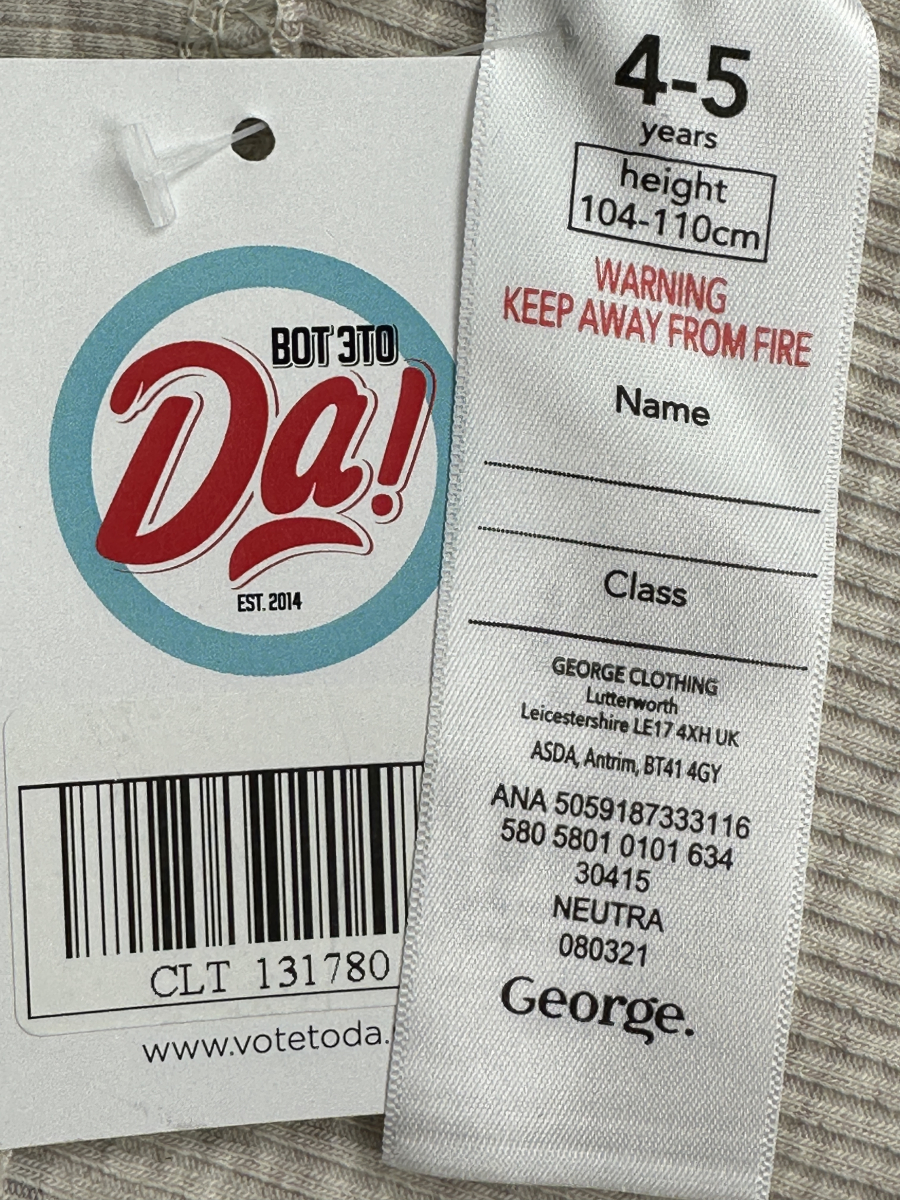 ВОТ ЭТО
Да!
EST. 2014
CLT 131780
www.votetoda.
4-5
years
height
104-110cm
WARNING
KEEP AWAY FROM FIRE
Name
Class
GEORGE CLOTHING
Lutterworth
Leicestershire LE17 4XH UK
ASDA, Antrim, BT41 4GY
ANA 5059187333116
580 5801 0101 634
30415
NEUTRA
080321
George.